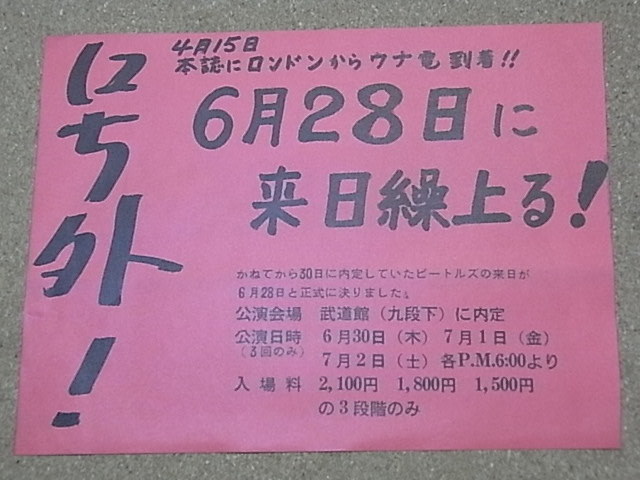 号外!
4月15日
本誌にロンドンからウナ電到着!!
6月28日に
来日繰上る!
かねてから30日に内定していたビートルズの来日が
6月28日と正式に決りました。
公演会場 武道館(九段下)に内定
公演日時 6月30日(木) 7月1日(金)
(3回のみ) 7月2日(土) 各P.M.6:00より
入場料 2,100円 1,800円 1,500円
の3段階のみ